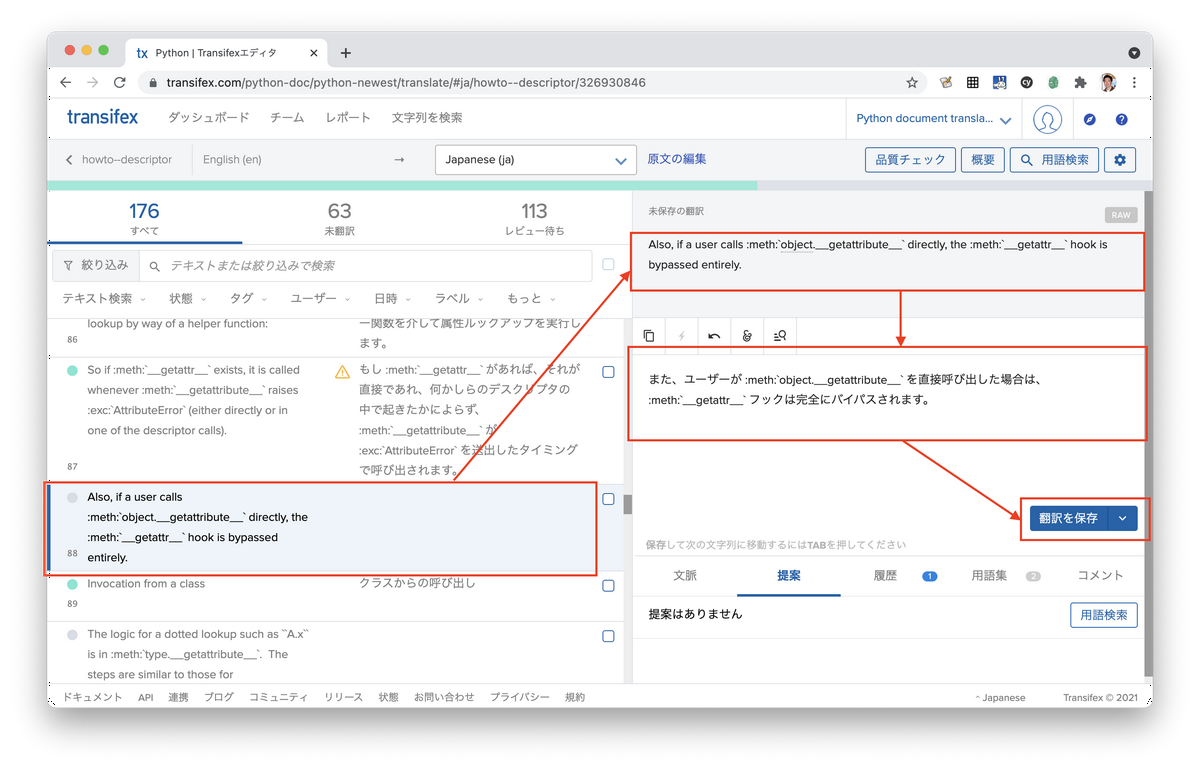 tx Python | Transifexエディタ
transifex.com/python-doc/python-newest/translate/#ja/howto--descriptor/326930846
transifex ダッシュボード チーム レポート 文字列を検索 Python document transla...
howto--descriptor English (en) → Japanese (ja) 原文の編集 品質チェック 概要 用語検索
176 63 113
すべて 未翻訳 レビュー待ち
絞り込み テキストまたは絞り込みで検索
テキスト検索 状態 タグ ユーザー 日時 ラベル もっと
lookup by way of a helper function:
86
ー関数を介して属性ルックアップを実行し
ます。
So if :meth:`__getattr__` exists, it is called
whenever :meth:`__getattribute__` raises
:exc:`AttributeError` (either directly or in
one of the descriptor calls).
87
もし :meth:`__getattr__` があれば、それが
直接であれ、何かしらのデスクリプタの
中で起きたかによらず、
:meth:`__getattribute__` が
:exc:`AttributeError` を送出したタイミング
で呼び出されます。
Also, if a user calls
:meth:`object.__getattribute__` directly, the
:meth:`__getattr__` hook is bypassed
entirely.
88
Invocation from a class
89
クラスからの呼び出し
The logic for a dotted lookup such as ``A.x``
is in :meth:`type.__getattribute__`. The
steps are similar to those for
未保存の翻訳
RAW
Also, if a user calls :meth:`object.__getattribute__` directly, the :meth:`__getattr__` hook is
bypassed entirely.
また、ユーザーが :meth:`object.__getattribute__` を直接呼び出した場合は、
:meth:`__getattr__` フックは完全にバイパスされます。
翻訳を保存
保存して次の文字列に移動するにはTABを押してください
文脈 提案 履歴 1 用語集 2 コメント
提案はありません 用語検索
ドキュメント API 連携 ブログ コミュニティ リリース 状態 お問い合わせ プライバシー 規約 ^ Japanese Transifex © 2021